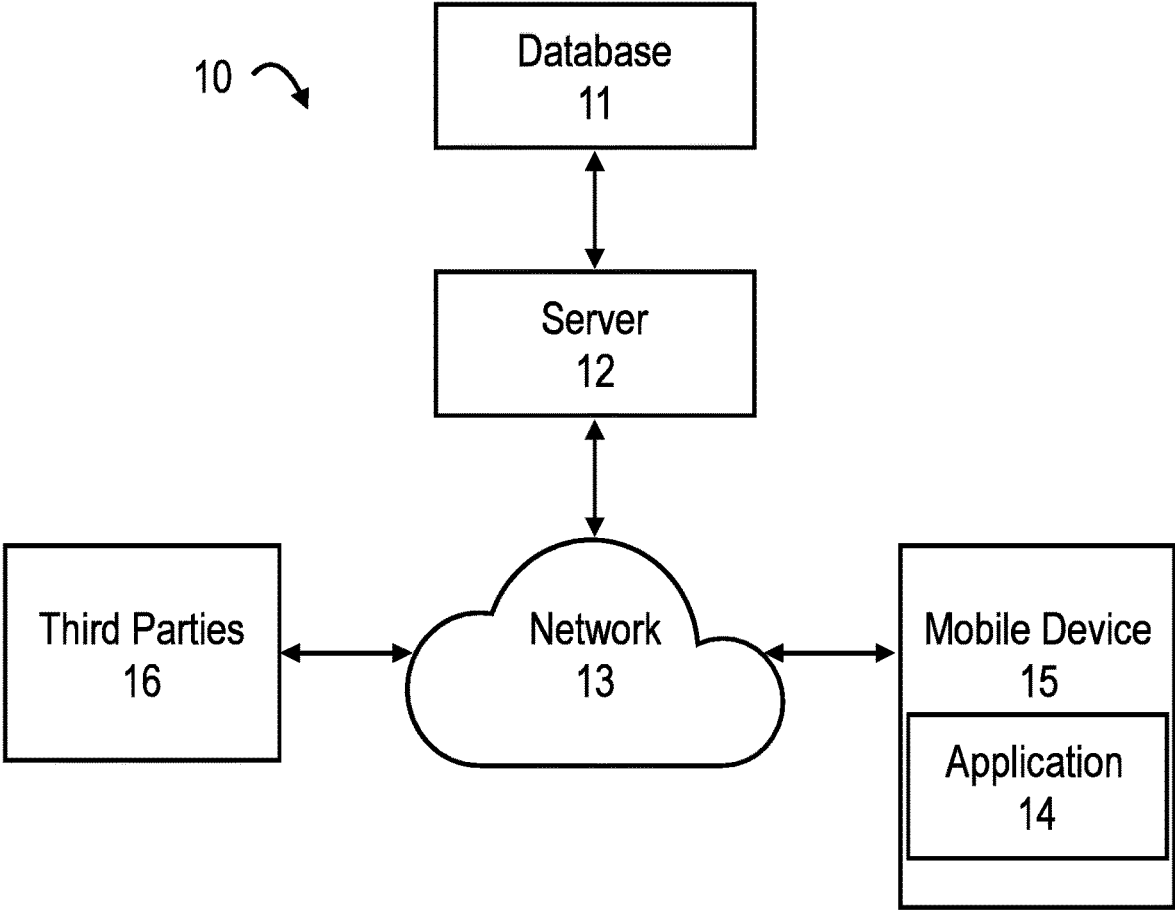 Database
11
10
Server
12
Third Parties
16
Network
13
Mobile Device
15
Application
14